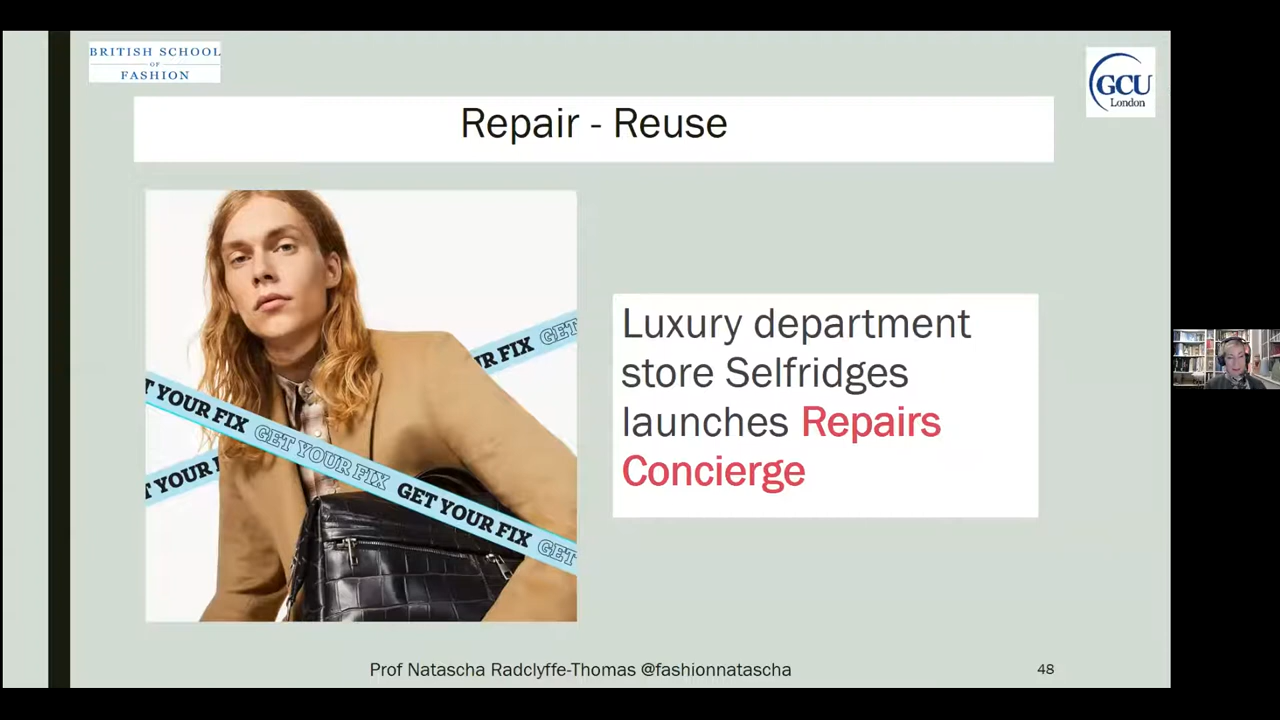 BRITISH SCHOOL
OF
FASHION
GCU
London
Repair - Reuse
UR FIX GET
T YOUR FIX GET YOUR FIX GET YOUR FIX GET
T YOUR
Luxury department
store Selfridges
launches Repairs
Concierge
Prof Natascha Radclyffe-Thomas @fashionnatascha
48